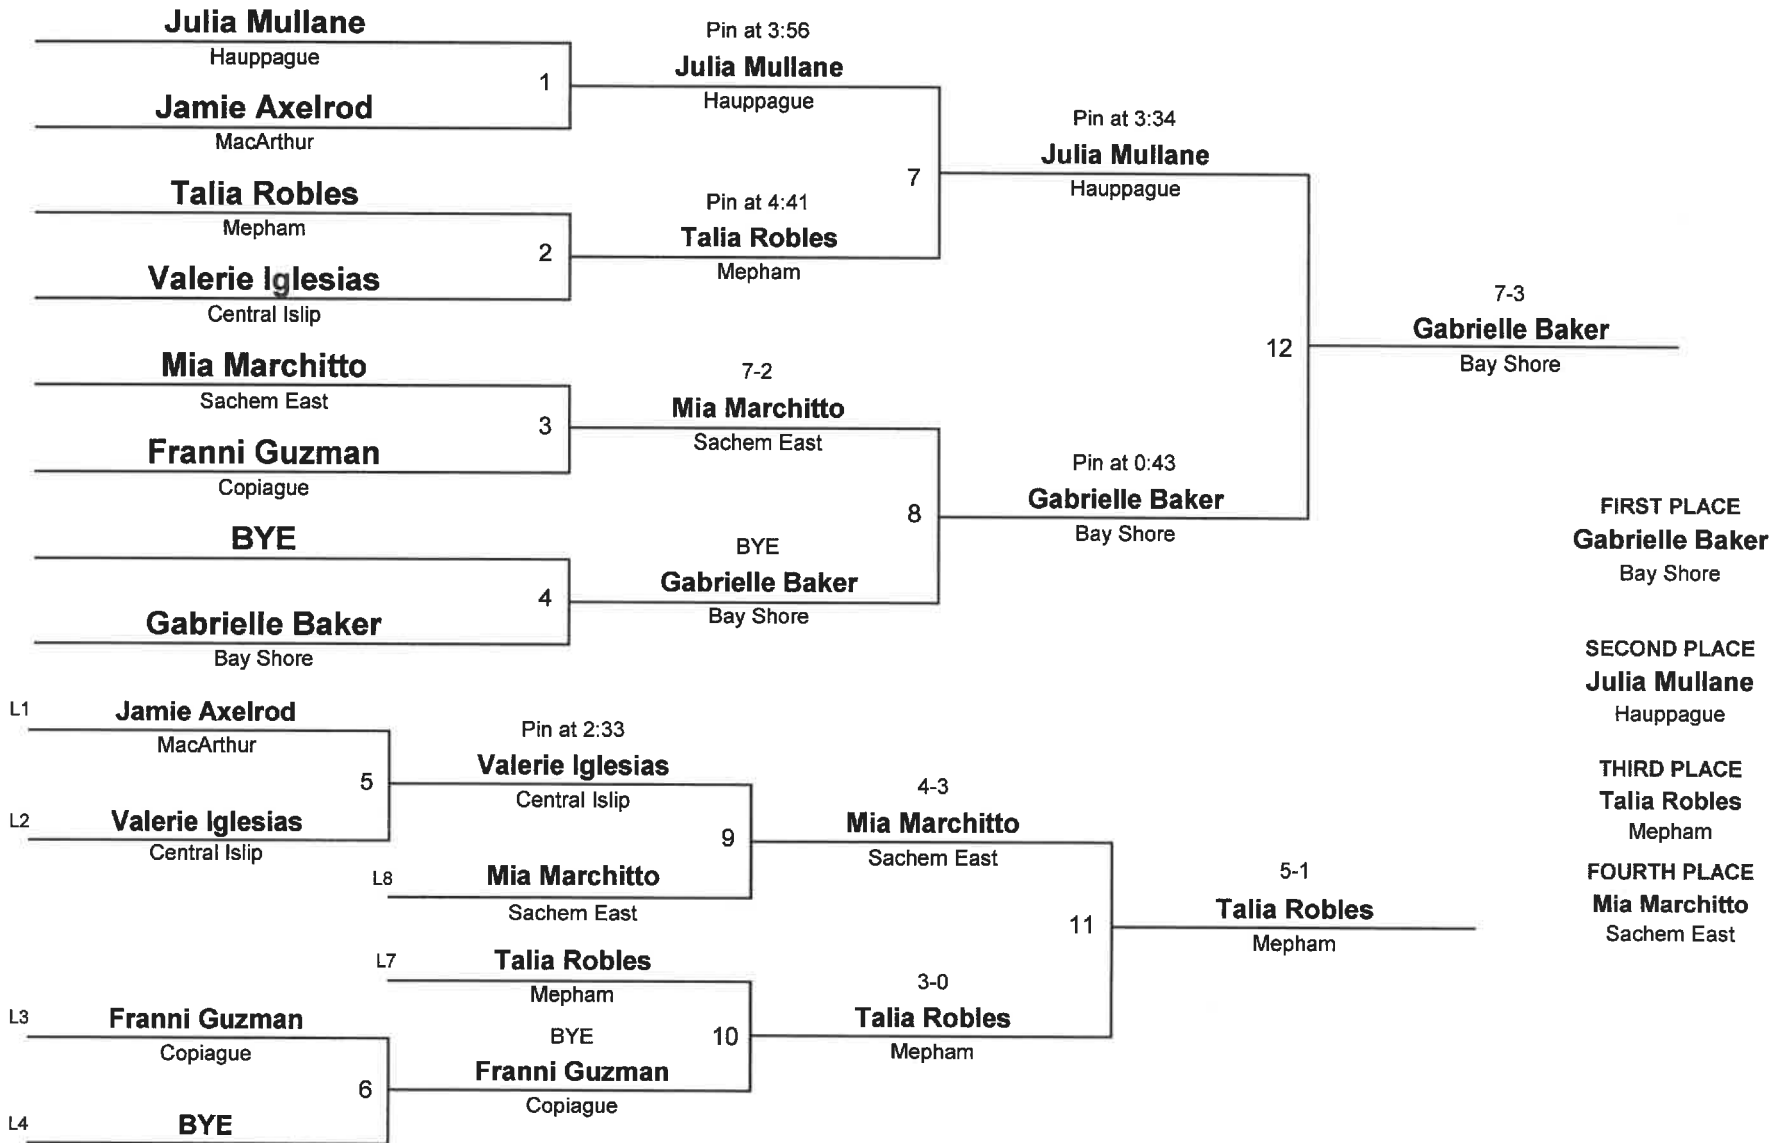 Julia Mullane
Hauppague
1
Jamie Axelrod
MacArthur
Pin at 3:56
Julia Mullane
Hauppague
Talia Robles
Mepham
2
Valerie Iglesias
Central Islip
Pin at 4:41
Talia Robles
Mepham
7
Pin at 3:34
Julia Mullane
Hauppague
Mia Marchitto
Sachem East
3
Franni Guzman
Copiague
7-2
Mia Marchitto
Sachem East
BYE
4
Gabrielle Baker
Bay Shore
BYE
Gabrielle Baker
Bay Shore
8
Pin at 0:43
Gabrielle Baker
Bay Shore
12
7-3
Gabrielle Baker
Bay Shore
FIRST PLACE
Gabrielle Baker
Bay Shore
SECOND PLACE
Julia Mullane
Hauppague
THIRD PLACE
Talia Robles
Mepham
FOURTH PLACE
Mia Marchitto
Sachem East
L1
Jamie Axelrod
MacArthur
5
L2
Valerie Iglesias
Central Islip
Pin at 2:33
Valerie Iglesias
Central Islip
9
L8
Mia Marchitto
Sachem East
4-3
Mia Marchitto
Sachem East
L7
Talia Robles
Mepham
L3
Franni Guzman
Copiague
6
L4
BYE
BYE
Franni Guzman
Copiague
10
3-0
Talia Robles
Mepham
11
5-1
Talia Robles
Mepham